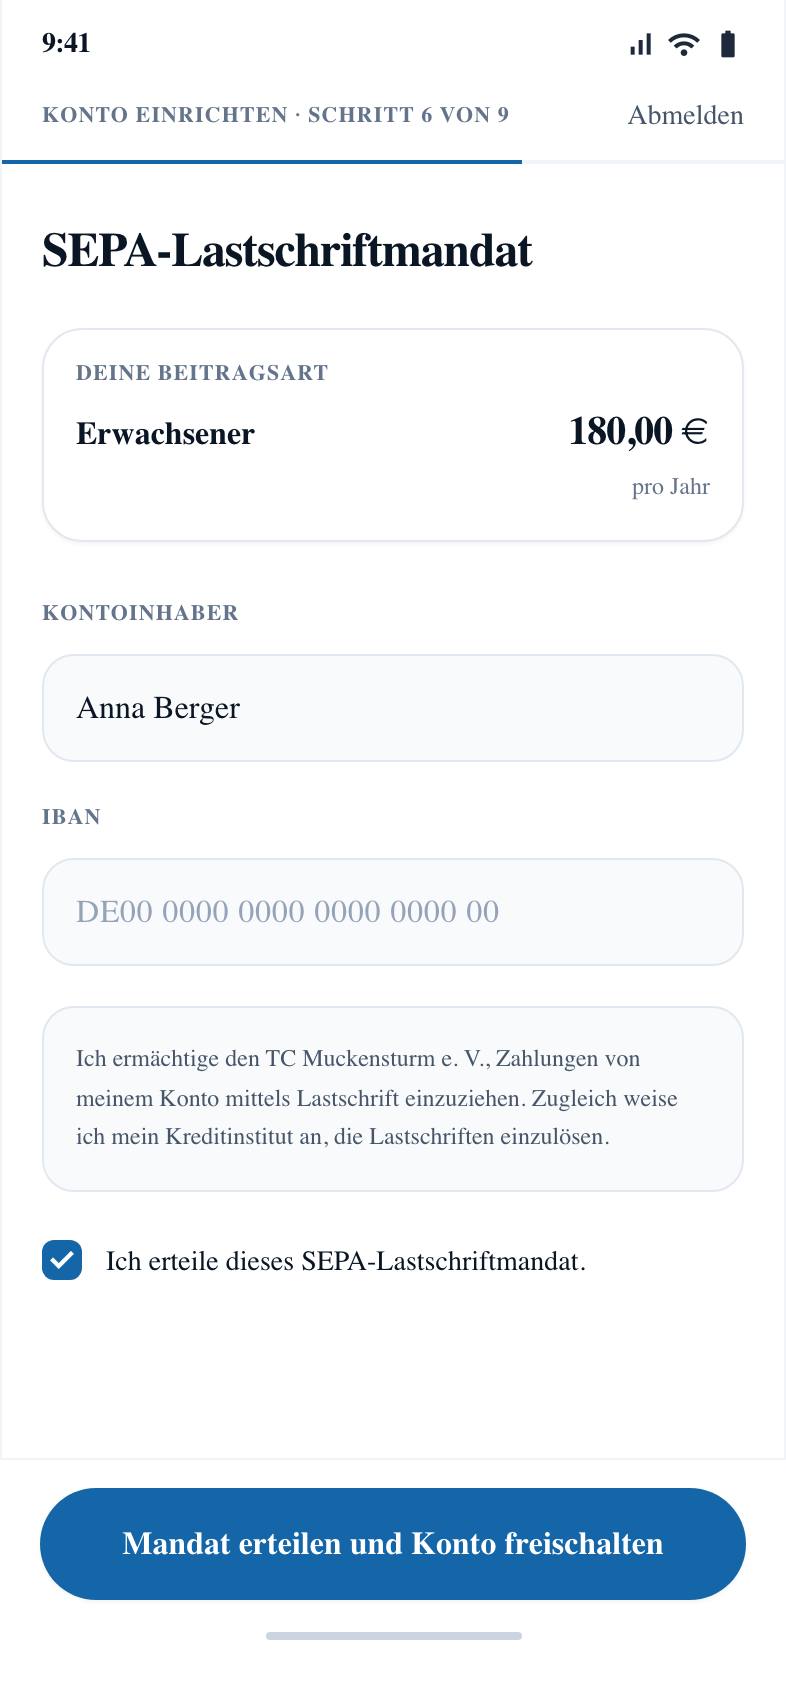 9:41
KONTO EINRICHTEN · SCHRITT 6 VON 9
Abmelden
SEPA-Lastschriftmandat
DEINE BEITRAGSART
Erwachsener
180,00 €
pro Jahr
KONTOINHABER
Anna Berger
IBAN
DE00 0000 0000 0000 0000 00
Ich ermächtige den TC Muckensturm e. V., Zahlungen von
meinem Konto mittels Lastschrift einzuziehen. Zugleich weise
ich mein Kreditinstitut an, die Lastschriften einzulösen.
Ich erteile dieses SEPA-Lastschriftmandat.
Mandat erteilen und Konto freischalten